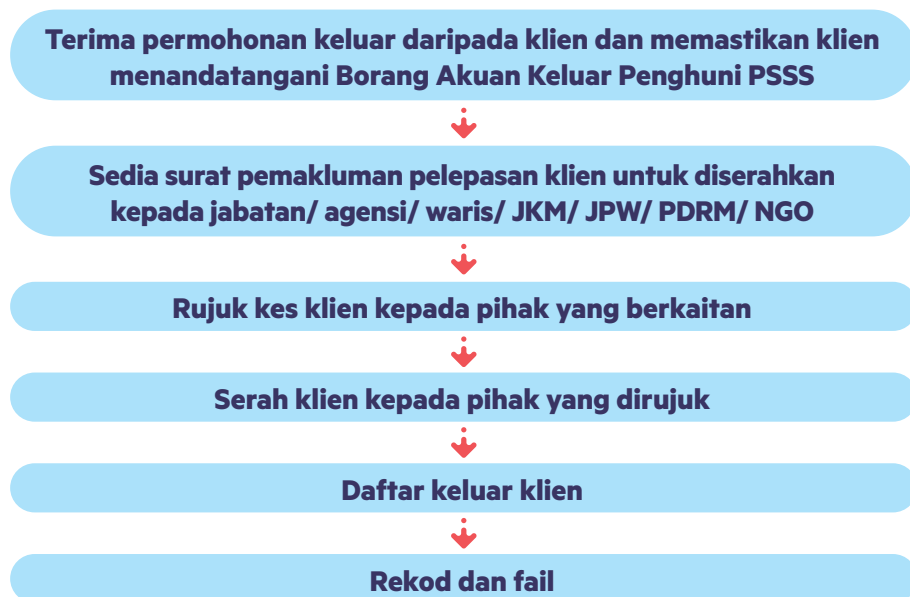 Terima permohonan keluar daripada klien dan memastikan klien
menandatangani Borang Akuan Keluar Penghuni PSSS
Sedia surat pemakluman pelepasan klien untuk diserahkan
kepada jabatan/ agensi/ waris/ JKM/ JPW/ PDRM/ NGO
Rujuk kes klien kepada pihak yang berkaitan
Serah klien kepada pihak yang dirujuk
Daftar keluar klien
Rekod dan fail